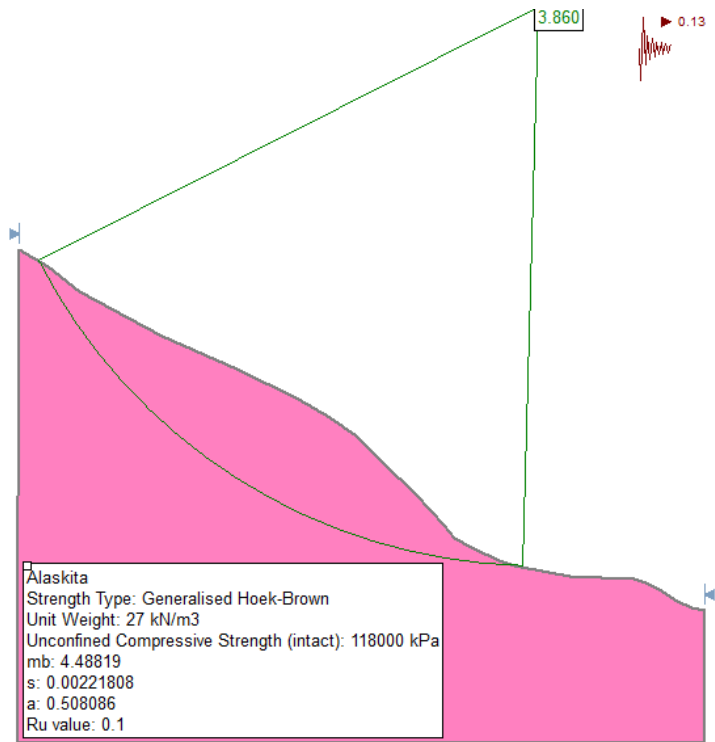 3.860
0.13
Alaskita
Strength Type: Generalised Hoek-Brown
Unit Weight: 27 kN/m3
Unconfined Compressive Strength (intact): 118000 kPa
mb: 4.48819
s: 0.00221808
a: 0.508086
Ru value: 0.1